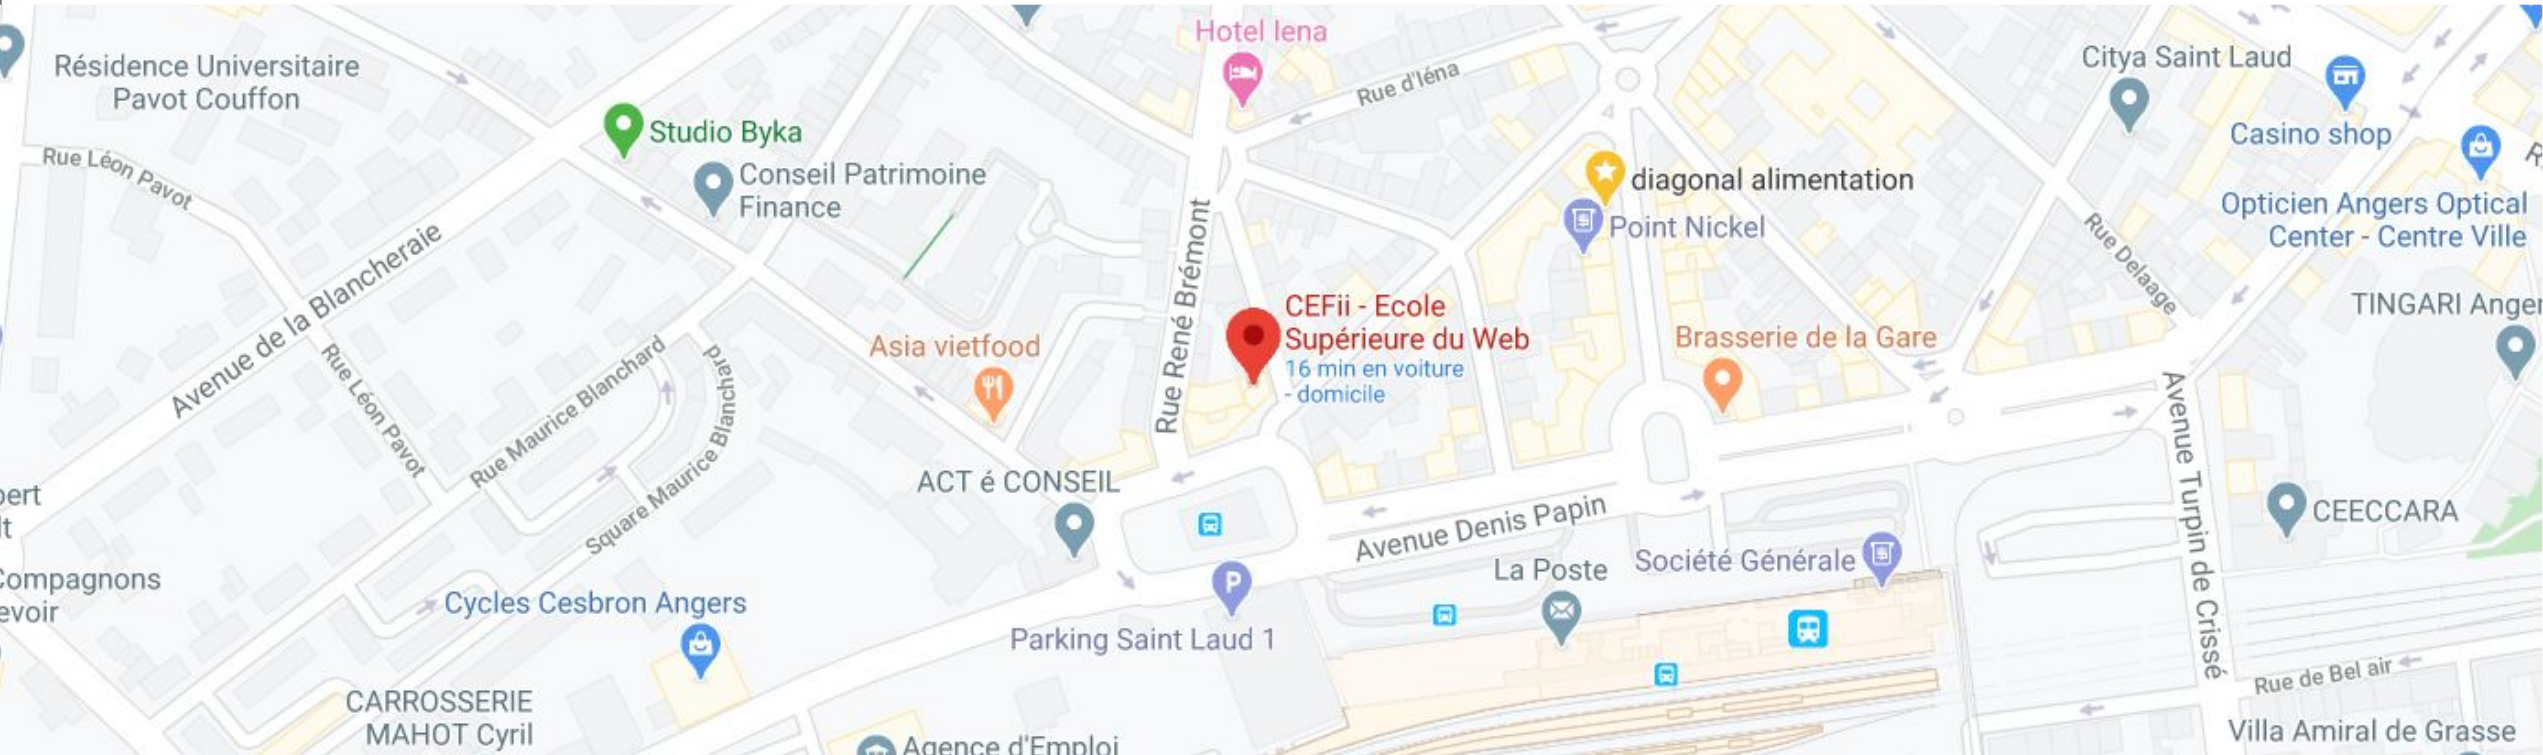 Hotel Iena
Résidence Universitaire
Pavot Couffon
Citya Saint Laud
Rue d'Iéna
Studio Byka
Casino shop
Rue Léon Pavot
Conseil Patrimoine
Finance
diagonal alimentation
Point Nickel
Opticien Angers Optical
Center - Centre Ville
Avenue de la Blancheraie
Rue René Brémont
Rue Delaage
CEFii - Ecole
Supérieure du Web
16 min en voiture
- domicile
TINGARI Anger
Asia vietfood
Brasserie de la Gare
Rue Léon Pavot
Rue Maurice Blanchard
Square Maurice Blanchard
Avenue Turpin de Crissé
ACT é CONSEIL
CEECCARA
Avenue Denis Papin
La Poste
Société Générale
Compagnons
Cycles Cesbron Angers
P
Parking Saint Laud 1
Rue de Bel air
CARROSSERIE
MAHOT Cyril
Villa Amiral de Grasse
Agence d'Emploi